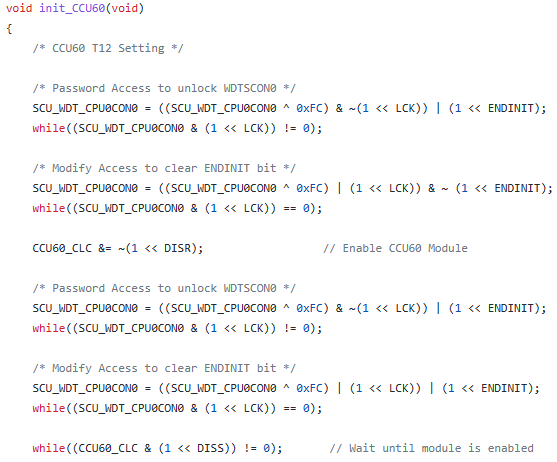 void init_CCU60(void)
{
    /* CCU60 T12 Setting */

    /* Password Access to unlock WDTSCON0 */
    SCU_WDT_CPU0CON0 = ((SCU_WDT_CPU0CON0 ^ 0xFC) & ~(1 << LCK)) | (1 << ENDINIT);
    while((SCU_WDT_CPU0CON0 & (1 << LCK)) != 0);

    /* Modify Access to clear ENDINIT bit */
    SCU_WDT_CPU0CON0 = ((SCU_WDT_CPU0CON0 ^ 0xFC) | (1 << LCK)) & ~ (1 << ENDINIT);
    while((SCU_WDT_CPU0CON0 & (1 << LCK)) == 0);

    CCU60_CLC &= ~(1 << DISR);                  // Enable CCU60 Module

    /* Password Access to unlock WDTSCON0 */
    SCU_WDT_CPU0CON0 = ((SCU_WDT_CPU0CON0 ^ 0xFC) & ~(1 << LCK)) | (1 << ENDINIT);
    while((SCU_WDT_CPU0CON0 & (1 << LCK)) != 0);

    /* Modify Access to clear ENDINIT bit */
    SCU_WDT_CPU0CON0 = ((SCU_WDT_CPU0CON0 ^ 0xFC) | (1 << LCK)) | (1 << ENDINIT);
    while((SCU_WDT_CPU0CON0 & (1 << LCK)) == 0);

    while((CCU60_CLC & (1 << DISS)) != 0);       // Wait until module is enabled